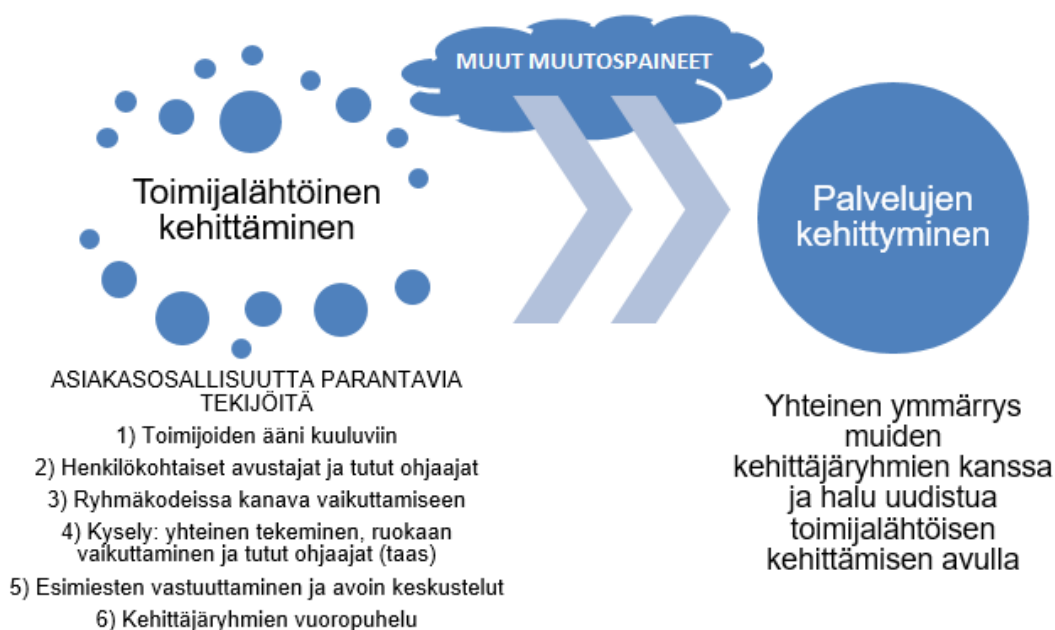 MUUT MUUTOSPAINEET
Toimijalähtöinen
kehittäminen
Palvelujen
kehittyminen
ASIAKASOSALLISUUTTA PARANTAVIA
TEKIJÖITÄ
1) Toimijoiden ääni kuuluviin
2) Henkilökohtaiset avustajat ja tutut ohjaajat
3) Ryhmäkodeissa kanava vaikuttamiseen
4) Kysely: yhteinen tekeminen, ruokaan
vaikuttaminen ja tutut ohjaajat (taas)
5) Esimiesten vastuuttaminen ja avoin keskustelut
6) Kehittäjäryhmien vuoropuhelu
Yhteinen ymmärrys
muiden
kehittäjäryhmien kanssa
ja halu uudistua
toimijalähtöisen
kehittämisen avulla